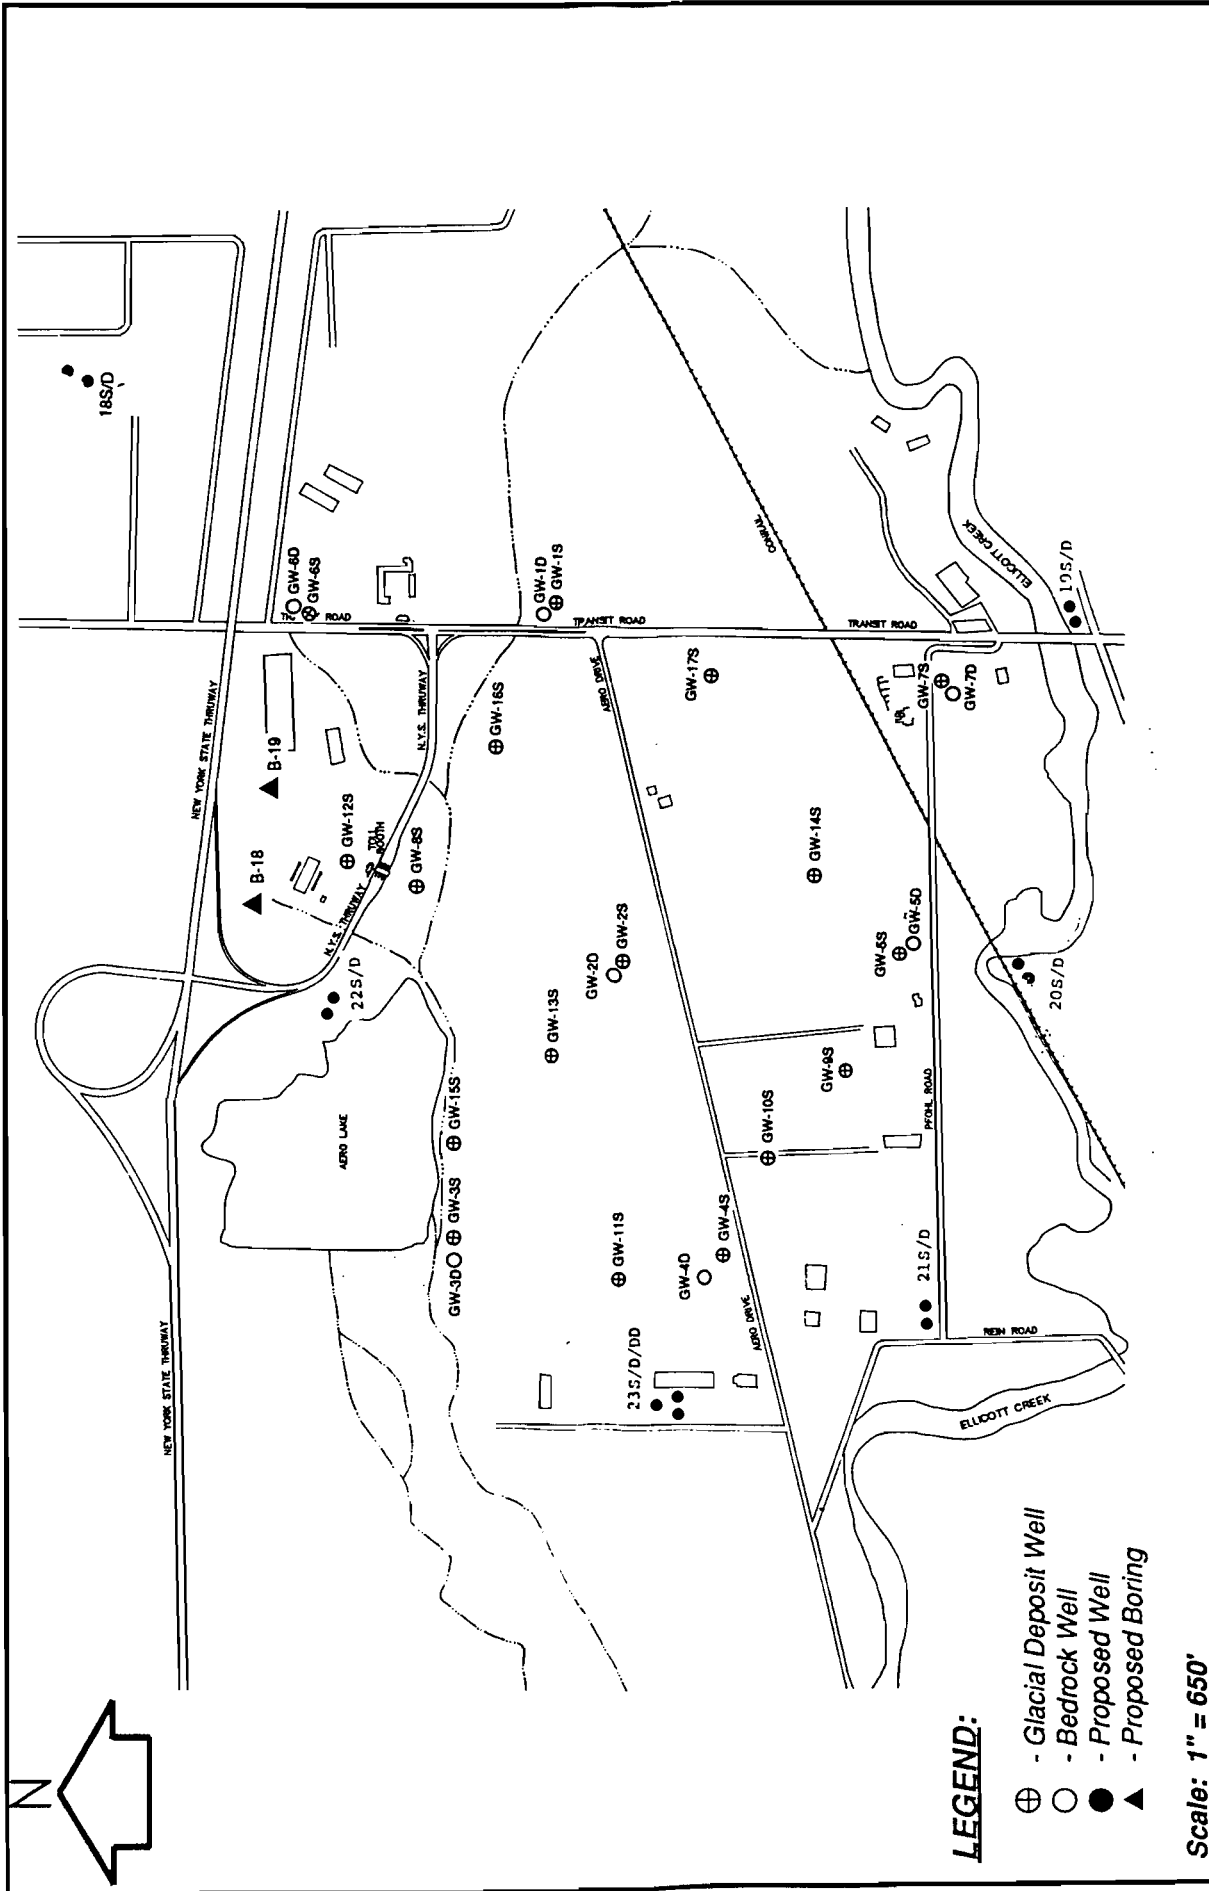 N
18S/D
NEW YORK STATE THRUWAY
GW-6D
GW-6S
ROAD
B-19
B-18
GW-12S
TOLL
BOOTH
N.Y.S. THRUWAY
N.Y.S. THRUWAY
GW-8S
GW-16S
GW-1D
GW-1S
TRANSIT ROAD
TRANSIT ROAD
AERO DRIVE
CONRAIL
22S/D
AERO LAKE
NEW YORK STATE THRUWAY
GW-15S
GW-3S
GW-3D
GW-13S
GW-2D
GW-2S
GW-17S
GW-14S
GW-7S
GW-7D
ELLICOTT CREEK
19S/D
GW-5D
20S/D
GW-9S
GW-10S
PFOHL ROAD
GW-11S
GW-4D
GW-4S
AERO DRIVE
23S/D/DD
21S/D
REIN ROAD
ELLICOTT CREEK
LEGEND:
- Glacial Deposit Well
- Bedrock Well
- Proposed Well
- Proposed Boring
Scale: 1" = 650'